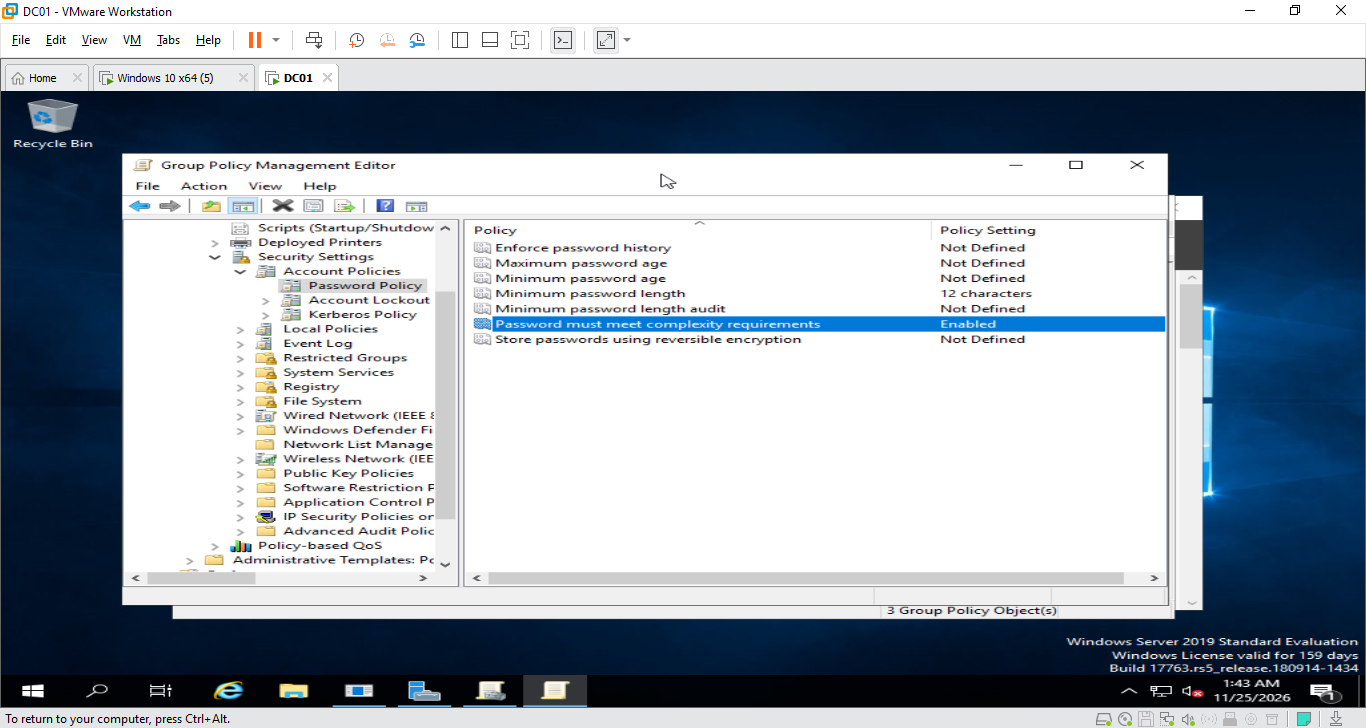 DC01 - VMware Workstation
File Edit View VM Tabs Help
Home Windows 10 x64 (5) DC01
Recycle Bin
Group Policy Management Editor
File Action View Help
Scripts (Startup/Shutdow
Deployed Printers
Security Settings
Account Policies
Password Policy
Account Lockout
Kerberos Policy
Local Policies
Event Log
Restricted Groups
System Services
Registry
File System
Wired Network (IEEE 8
Windows Defender Fi
Network List Manage
Wireless Network (IEE
Public Key Policies
Software Restriction P
Application Control P
IP Security Policies on
Advanced Audit Polic
Policy-based QoS
Administrative Templates: Po
Policy Policy Setting
Enforce password history Not Defined
Maximum password age Not Defined
Minimum password age Not Defined
Minimum password length 12 characters
Minimum password length audit Not Defined
Password must meet complexity requirements Enabled
Store passwords using reversible encryption Not Defined
3 Group Policy Object(s)
Windows Server 2019 Standard Evaluation
Windows License valid for 159 days
Build 17763.rs5_release.180914-1434
1:43 AM
11/25/2026
1
To return to your computer, press Ctrl+Alt.